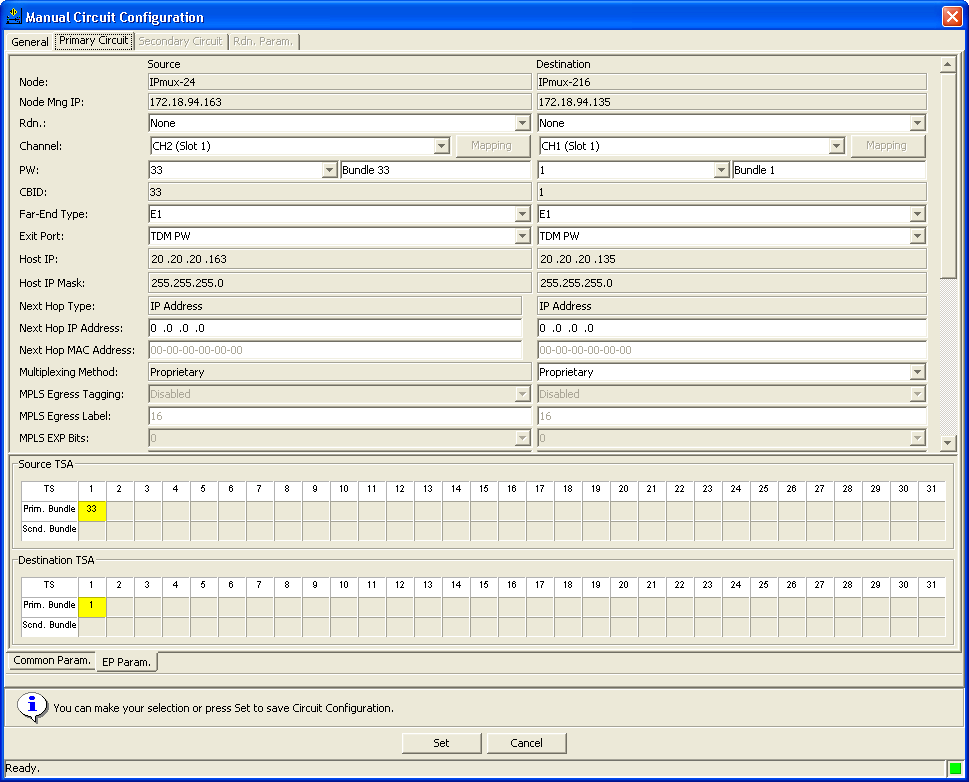 Manual Circuit Configuration
General Primary Circuit Secondary Circuit Rdn. Param.
Source Destination
Node: IPmux-24 IPmux-216
Node Mng IP: 172.18.94.163 172.18.94.135
Rdn.: None None
Channel: CH2 (Slot 1) Mapping CH1 (Slot 1) Mapping
PW: 33 Bundle 33 1 Bundle 1
CBID: 33 1
Far-End Type: E1 E1
Exit Port: TDM PW TDM PW
Host IP: 20 .20 .20 .163 20 .20 .20 .135
Host IP Mask: 255.255.255.0 255.255.255.0
Next Hop Type: IP Address IP Address
Next Hop IP Address: 0 .0 .0 .0 0 .0 .0 .0
Next Hop MAC Address: 00-00-00-00-00-00 00-00-00-00-00-00
Multiplexing Method: Proprietary Proprietary
MPLS Egress Tagging: Disabled Disabled
MPLS Egress Label: 16 16
MPLS EXP Bits: 0 0
Source TSA
TS 1 2 3 4 5 6 7 8 9 10 11 12 13 14 15 16 17 18 19 20 21 22 23 24 25 26 27 28 29 30 31
Prim. Bundle 33
Scnd. Bundle
Destination TSA
TS 1 2 3 4 5 6 7 8 9 10 11 12 13 14 15 16 17 18 19 20 21 22 23 24 25 26 27 28 29 30 31
Prim. Bundle 1
Scnd. Bundle
Common Param. EP Param.
You can make your selection or press Set to save Circuit Configuration.
Set Cancel
Ready.